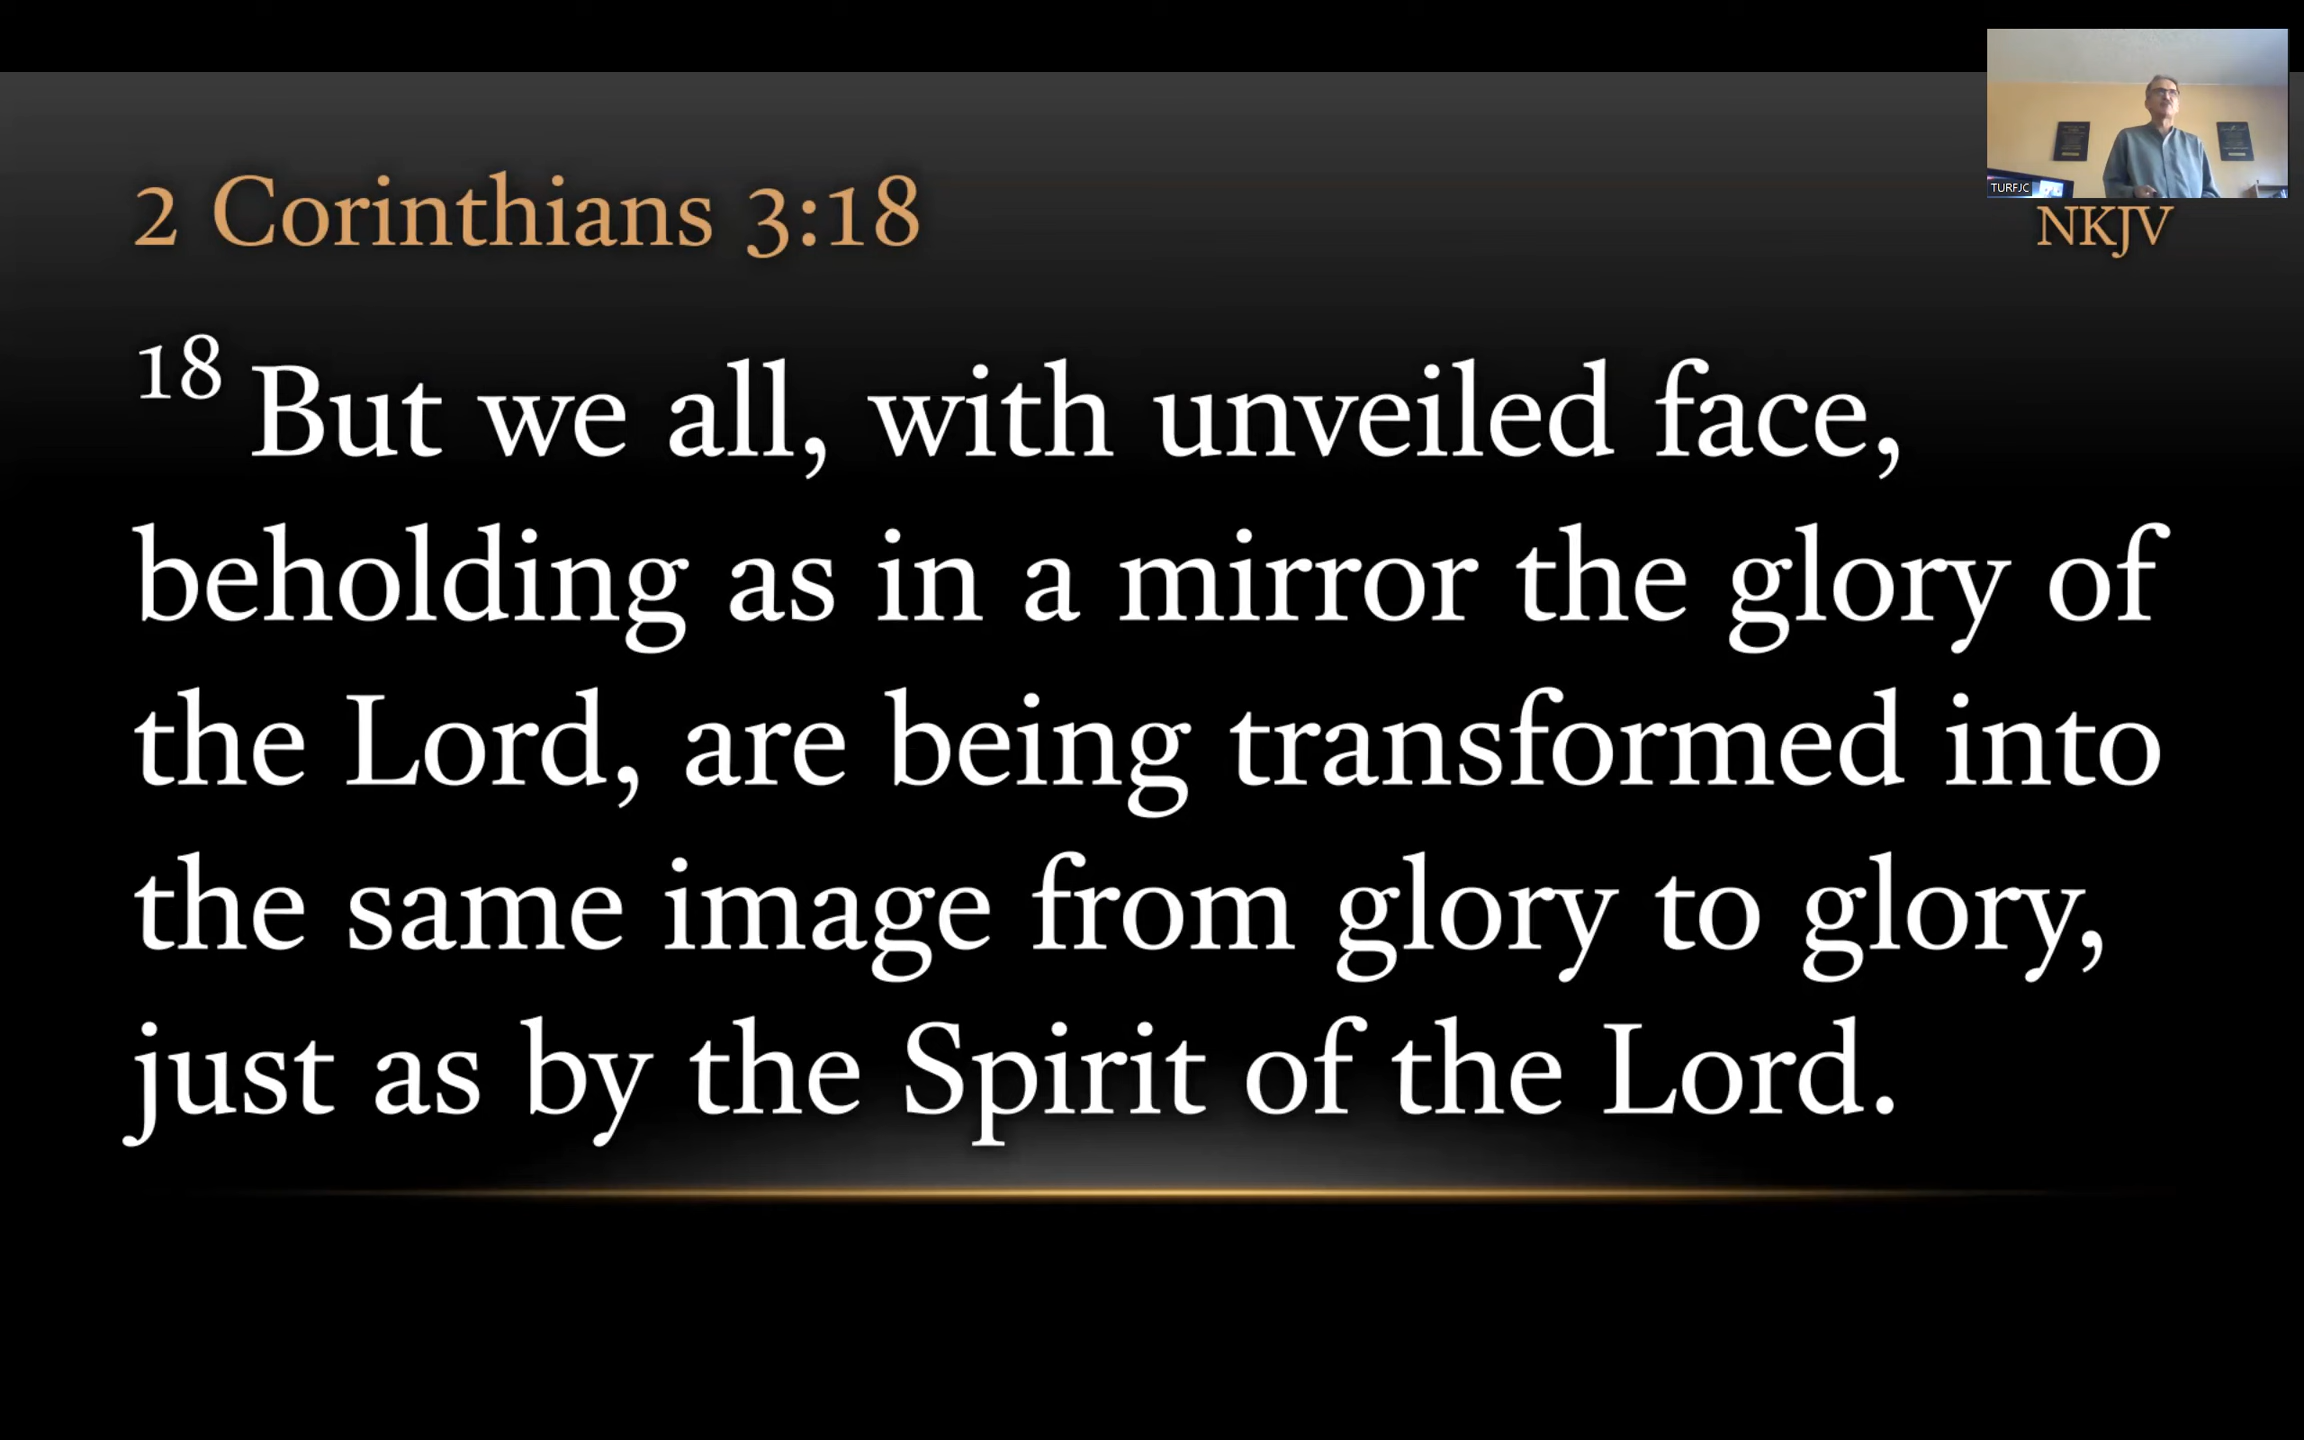 2 Corinthians 3:18
TURFJC
NKJV
18 But we all, with unveiled face,
beholding as in a mirror the glory of
the Lord, are being transformed into
the same image from glory to glory,
just as by the Spirit of the Lord.